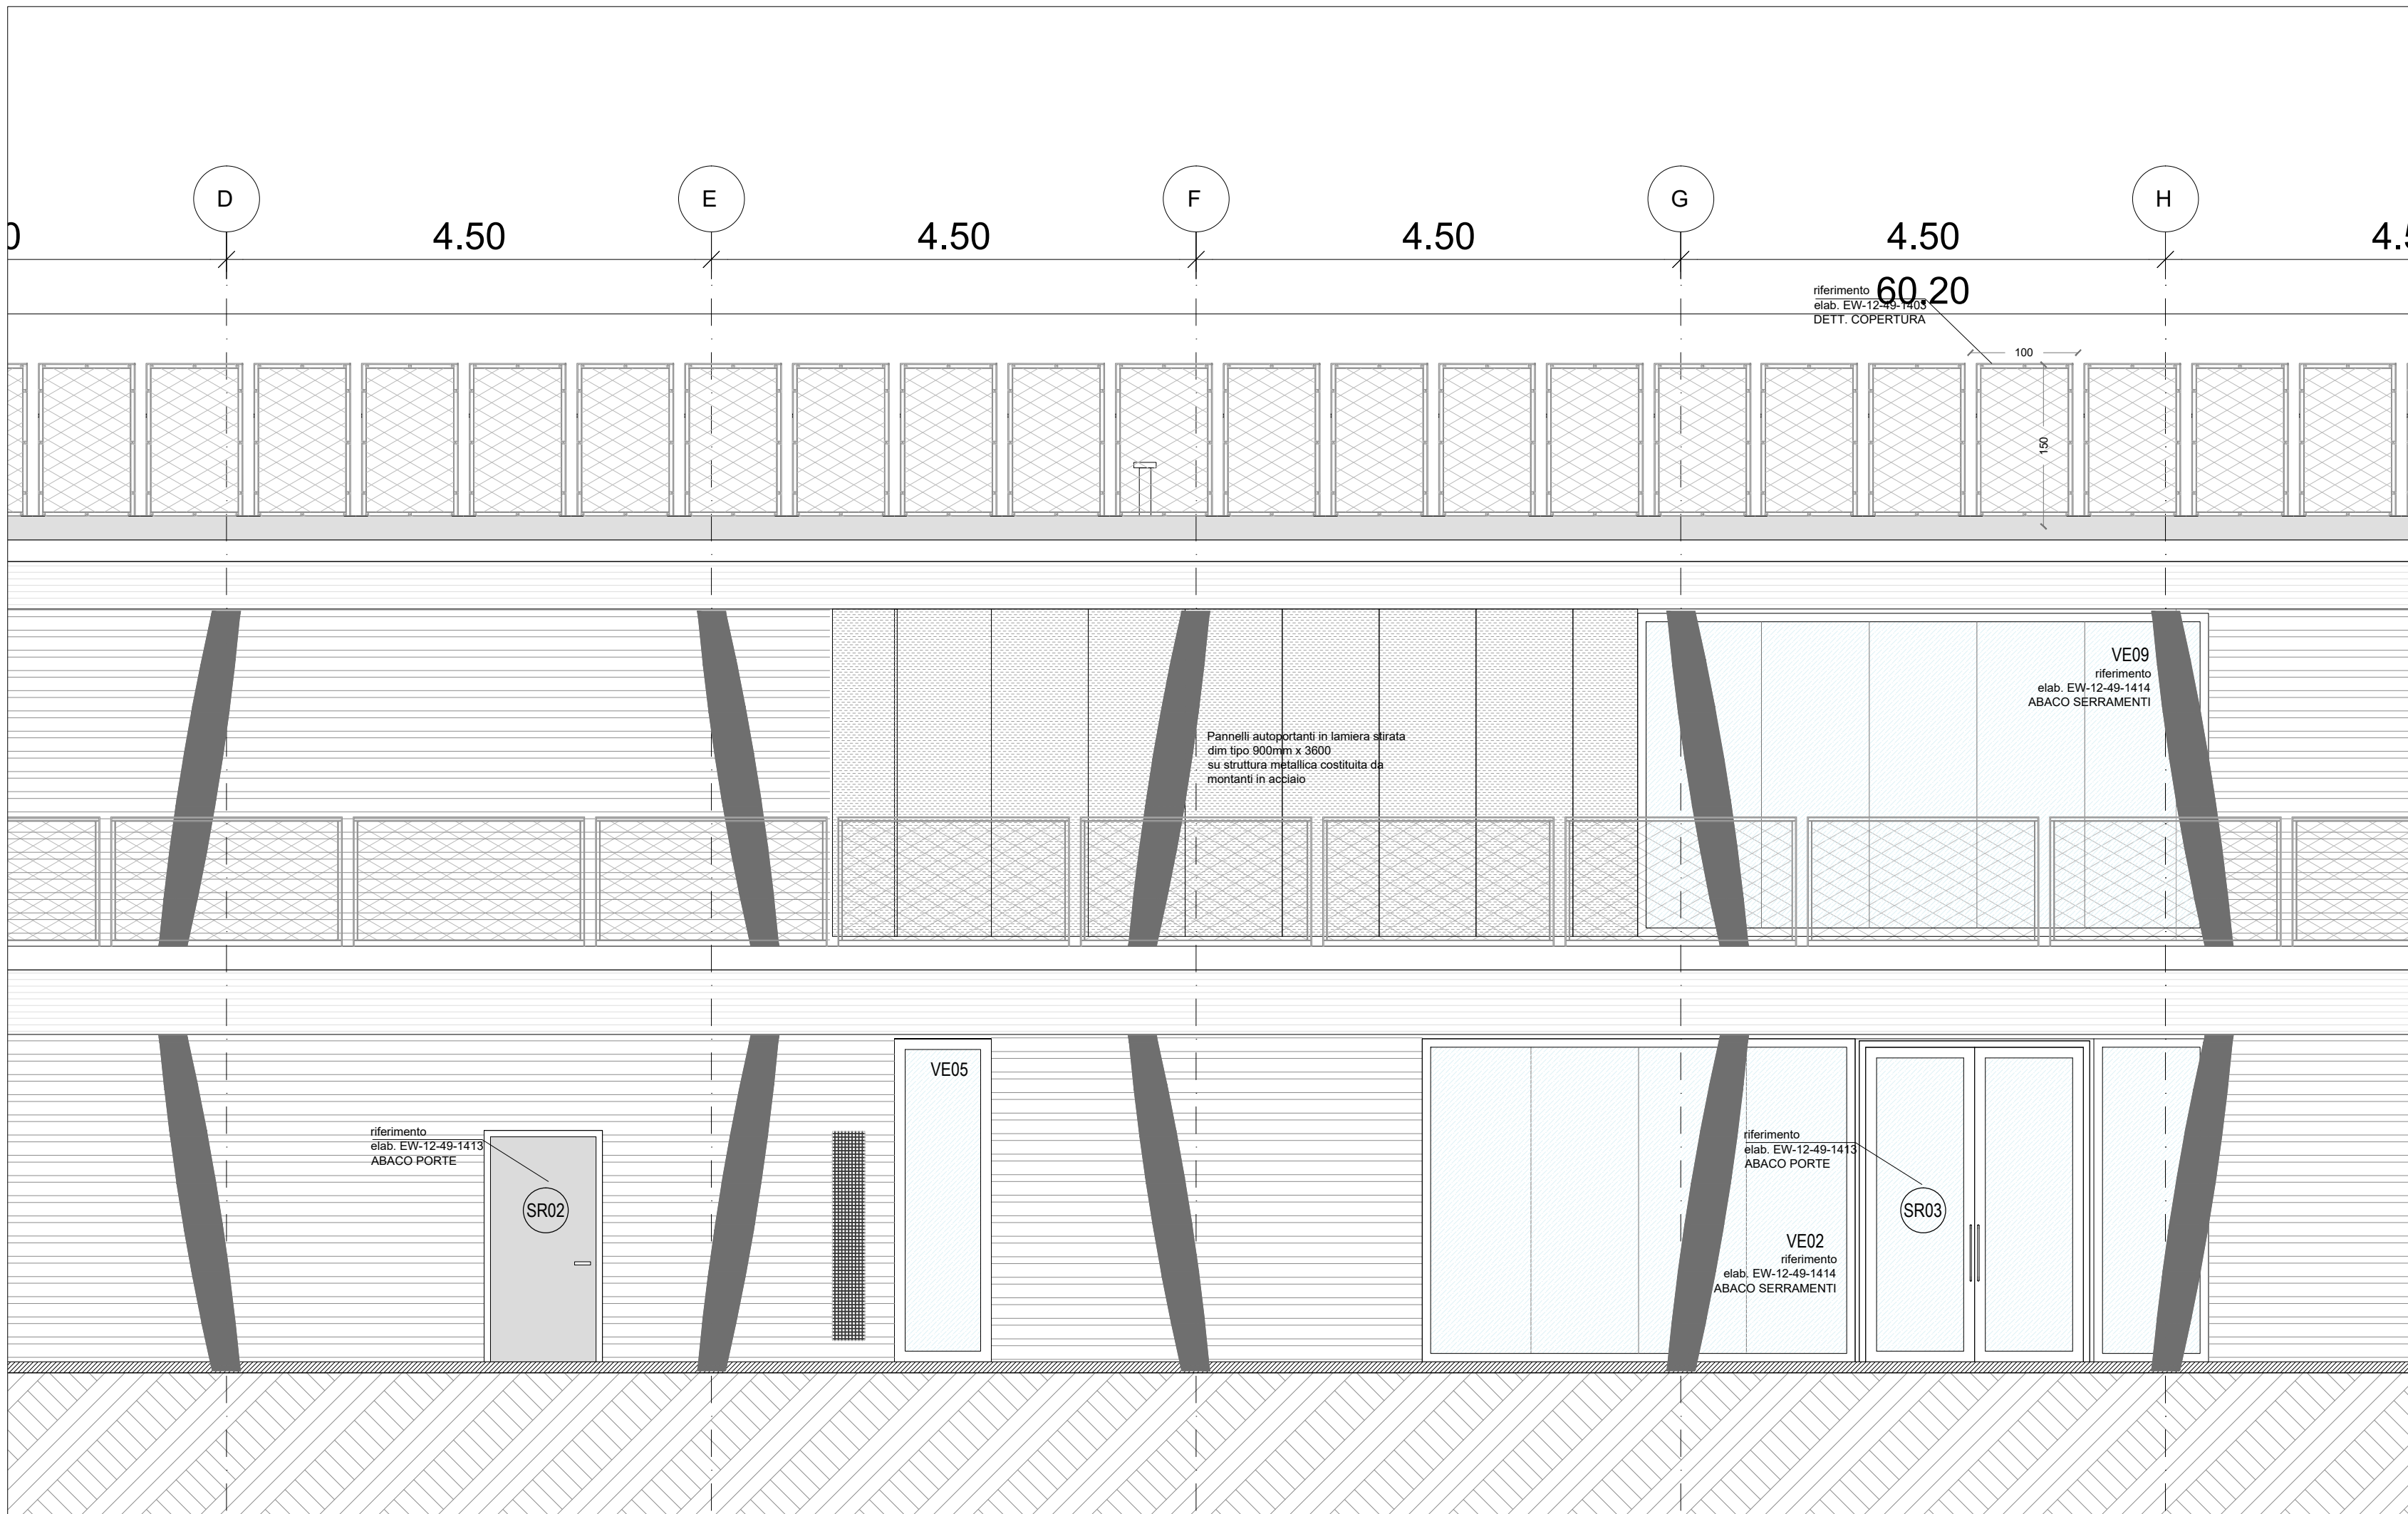 D
E
F
G
H
0
4.50
4.50
4.50
4.50
60.20
riferimento
elab. EW-12-49-1403
DETT. COPERTURA
100
150
VE09
riferimento
elab. EW-12-49-1414
ABACO SERRAMENTI
Pannelli autoportanti in lamiera stirata
dim tipo 900mm x 3600
su struttura metallica costituita da
montanti in acciaio
VE05
riferimento
elab. EW-12-49-1413
ABACO PORTE
SR02
riferimento
elab. EW-12-49-1413
ABACO PORTE
SR03
VE02
riferimento
elab. EW-12-49-1414
ABACO SERRAMENTI